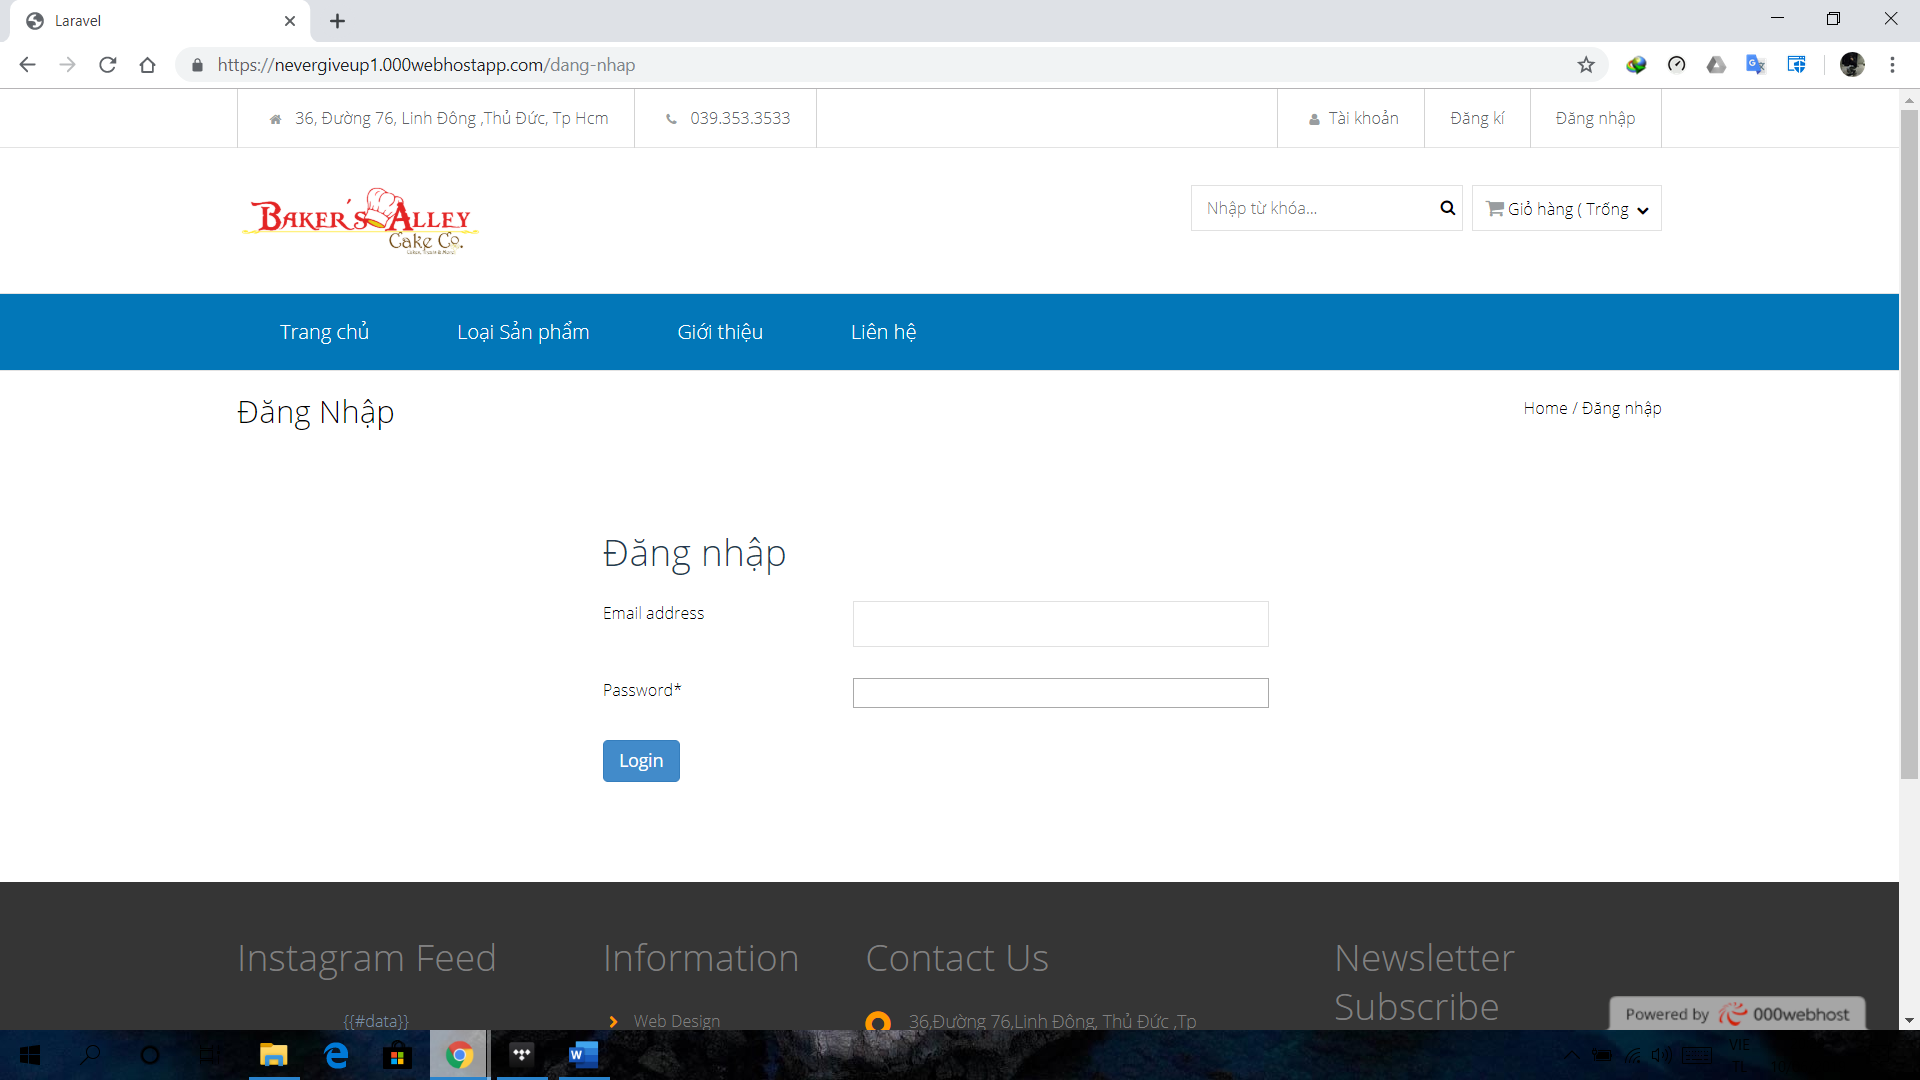 Laravel
https://nevergiveup1.000webhostapp.com/dang-nhap
36, Đường 76, Linh Đông ,Thủ Đức, Tp Hcm
039.353.3533
Tài khoản
Đăng kí
Đăng nhập
BAKER'S ALLEY
Cake Co.
Nhập từ khóa...
Giỏ hàng ( Trống
Trang chủ
Loại Sản phẩm
Giới thiệu
Liên hệ
Đăng Nhập
Home / Đăng nhập
Đăng nhập
Email address
Password*
Login
Instagram Feed
Information
Contact Us
Newsletter
Subscribe
{{#data}}
Web Design
36,Đường 76,Linh Đông, Thủ Đức ,Tp
Powered by 000webhost
VIE